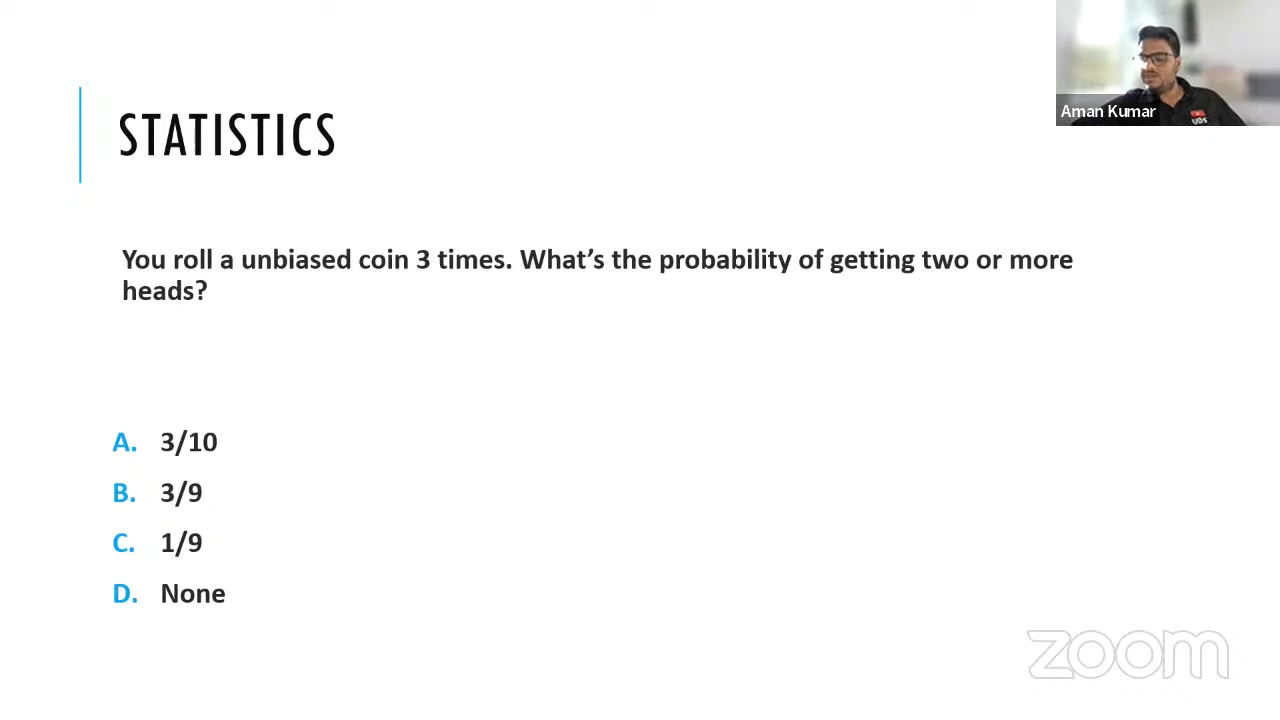 Aman Kumar
STATISTICS
You roll a unbiased coin 3 times. What's the probability of getting two or more
heads?
A. 3/10
B. 3/9
C. 1/9
D. None
zoom